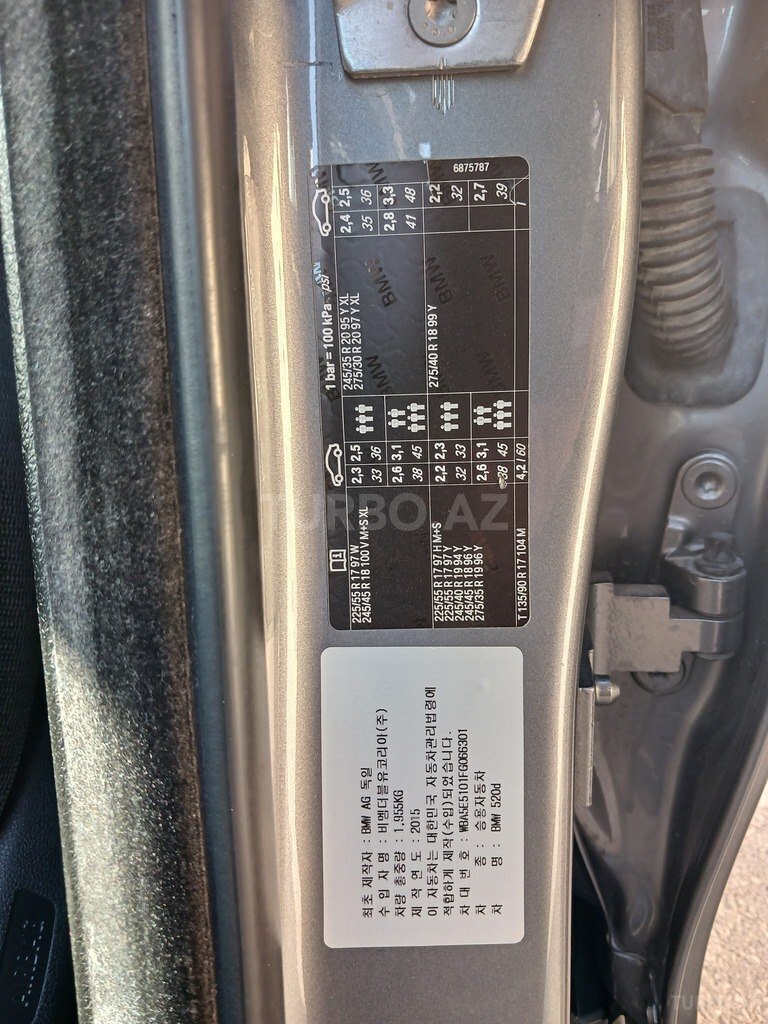 6875787
1 bar = 100 kPa
psi
225/55 R 17 97 W
245/45 R 18 100 V M+S XL
2,3 2,5
33 36
2,6 3,1
38 45
245/35 R 20 95 Y XL
275/30 R 20 97 Y XL
2,4 2,5
35 36
2,8 3,3
41 48
225/55 R 17 97 H M+S
225/55 R 17 97 Y
245/40 R 19 94 Y
245/45 R 18 96 Y
275/35 R 19 96 Y
2,2 2,3
32 33
2,6 3,1
38 45
275/40 R 18 99 Y
2,2
32
2,7
39
T 135/90 R 17 104 M
4,2 / 60
BMW
BMW
BMW
BMW
TURBO.AZ
최초 제작자 : BMW AG 독일
수 입 자 명 : 비엠더블유코리아(주)
차량 총중량 : 1,955KG
제 작 연 도 : 2015
이 자동차는 대한민국 자동차관리법령에
적합하게 제작(수입)되었습니다.
차 대 번 호 : WBA5E5101FG066301
차 종 : 승용자동차
차 명 : BMW 520d
AIRBAG